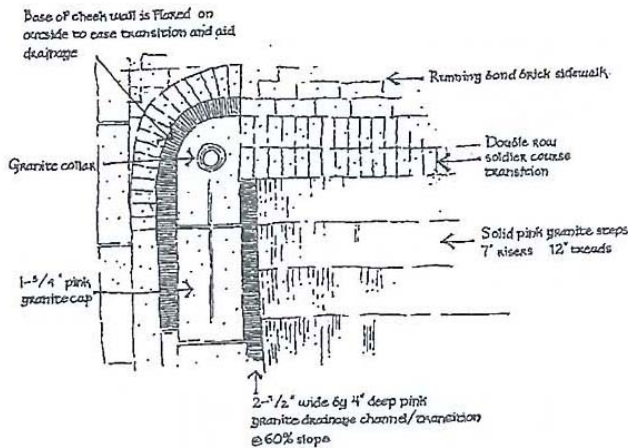 Base of cheek wall is flared on
outside to ease transition and aid
drainage
Running bond brick sidewalk
Double row
soldier course
transition
Granite collar
Solid pink granite steps
7" risers 12" treads
1-3/4" pink
granite cap
2-1/2" wide by 4" deep pink
granite drainage channel/transition
@ 60% slope